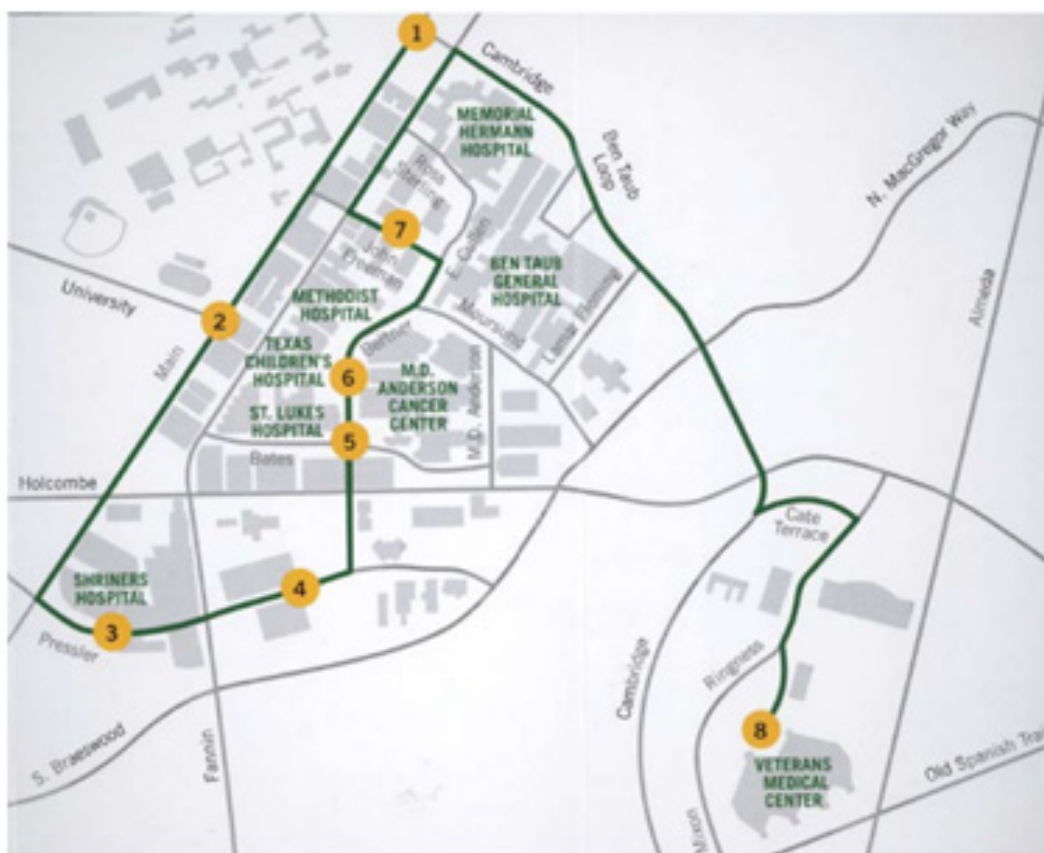 1
Cambridge
MEMORIAL
HERMANN
HOSPITAL
Ben Taub
Loop
N. MacGregor Way
Ross
Sterling
7
John
Freeman
E. Cullen
BEN TAUB
GENERAL
HOSPITAL
Lamar Fleming
Almeda
University
METHODIST
HOSPITAL
Moursund
2
Main
Bertner
TEXAS
CHILDREN'S
HOSPITAL
6
M.D.
ANDERSON
CANCER
CENTER
M.D. Anderson
ST. LUKES
HOSPITAL
5
Bates
Holcombe
Cate
Terrace
SHRINERS
HOSPITAL
4
3
Pressler
Cambridge
Ringness
8
S. Braeswood
Fannin
VETERANS
MEDICAL
CENTER
Old Spanish Trail
Mixon